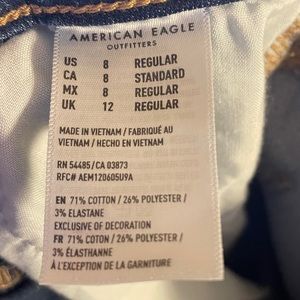 AMERICAN EAGLE
OUTFITTERS
US 8 REGULAR
CA 8 STANDARD
MX 8 REGULAR
UK 12 REGULAR
MADE IN VIETNAM / FABRIQUÉ AU
VIETNAM / HECHO EN VIETNAM
RN 54485/CA 03873
RFC# AEM120605U9A
EN 71% COTTON / 26% POLYESTER /
3% ELASTANE
EXCLUSIVE OF DECORATION
FR 71% COTON / 26% POLYESTER /
3% ÉLASTHANNE
À L'EXCEPTION DE LA GARNITURE